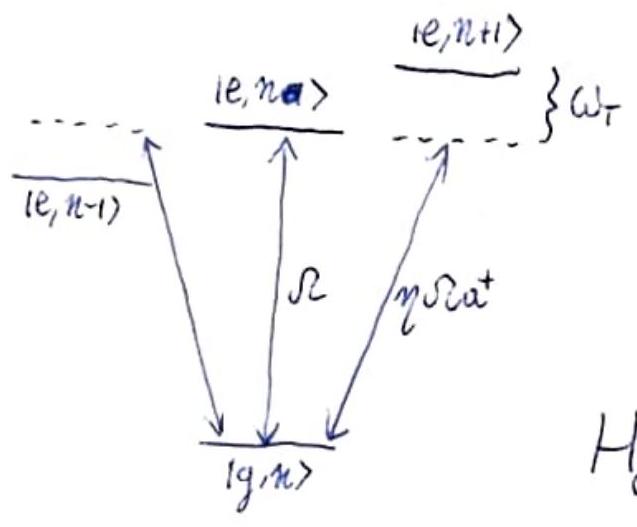 |e,n+1>
|e,n>
} ω_T
|e,n-1>
Ω
ηΩa⁺
|g,n>
H